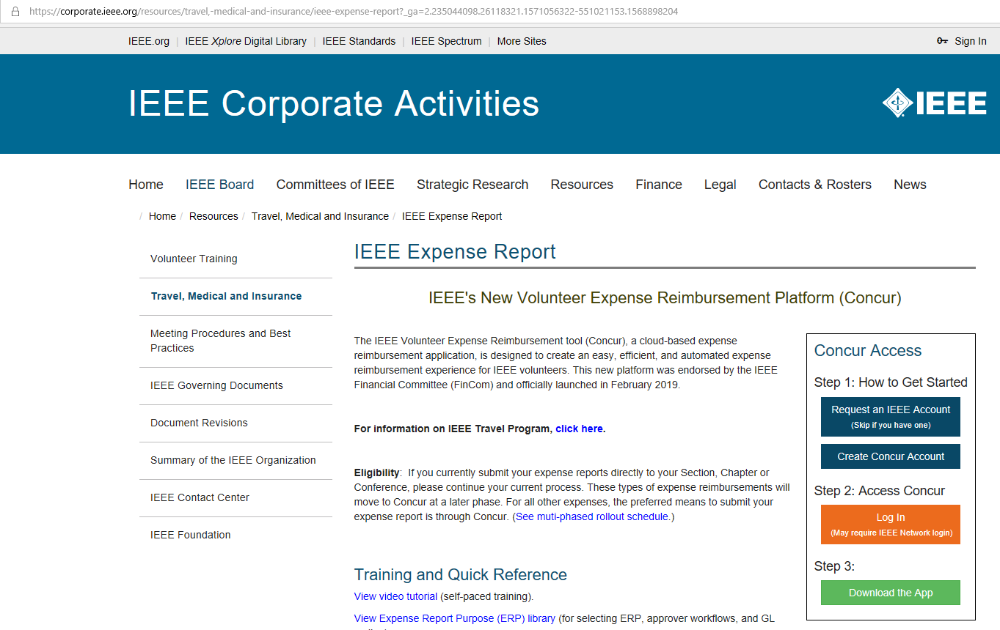 https://corporate.ieee.org/resources/travel,-medical-and-insurance/ieee-expense-report?_ga=2.235044098.26118321.1571056322-551021153.1568898204
IEEE.org | IEEE Xplore Digital Library | IEEE Standards | IEEE Spectrum | More Sites
Sign In
IEEE Corporate Activities
IEEE
Home IEEE Board Committees of IEEE Strategic Research Resources Finance Legal Contacts & Rosters News
/ Home / Resources / Travel, Medical and Insurance / IEEE Expense Report
Volunteer Training
Travel, Medical and Insurance
Meeting Procedures and Best
Practices
IEEE Governing Documents
Document Revisions
Summary of the IEEE Organization
IEEE Contact Center
IEEE Foundation
IEEE Expense Report
IEEE's New Volunteer Expense Reimbursement Platform (Concur)
The IEEE Volunteer Expense Reimbursement tool (Concur), a cloud-based expense
reimbursement application, is designed to create an easy, efficient, and automated expense
reimbursement experience for IEEE volunteers. This new platform was endorsed by the IEEE
Financial Committee (FinCom) and officially launched in February 2019.
For information on IEEE Travel Program, click here.
Eligibility: If you currently submit your expense reports directly to your Section, Chapter or
Conference, please continue your current process. These types of expense reimbursements will
move to Concur at a later phase. For all other expenses, the preferred means to submit your
expense report is through Concur. (See muti-phased rollout schedule.)
Training and Quick Reference
View video tutorial (self-paced training).
View Expense Report Purpose (ERP) library (for selecting ERP, approver workflows, and GL
Concur Access
Step 1: How to Get Started
Request an IEEE Account
(Skip if you have one)
Create Concur Account
Step 2: Access Concur
Log In
(May require IEEE Network login)
Step 3:
Download the App